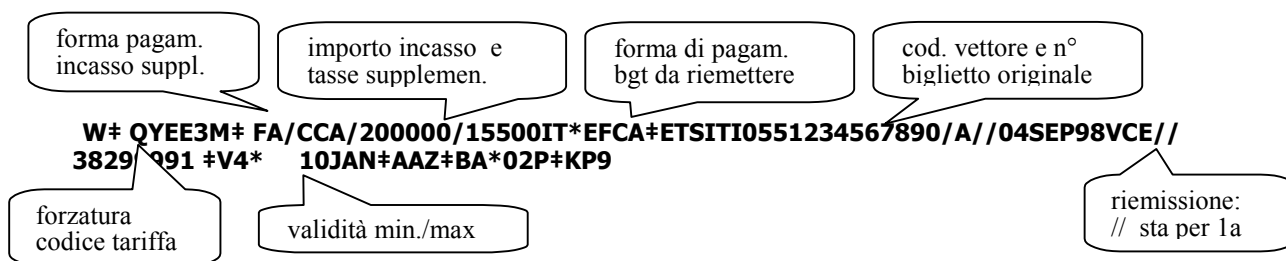 forma pagam.
incasso suppl.
importo incasso e
tasse supplemen.
forma di pagam.
bgt da riemettere
cod. vettore e n°
biglietto originale
W‡ QYEE3M‡ FA/CCA/200000/15500IT*EFCA‡ETSITI0551234567890/A//04SEP98VCE//
991 ‡V4* 10JAN‡AAZ‡BA*02P‡KP9
forzatura
codice tariffa
validità min./max
riemissione:
// sta per 1a